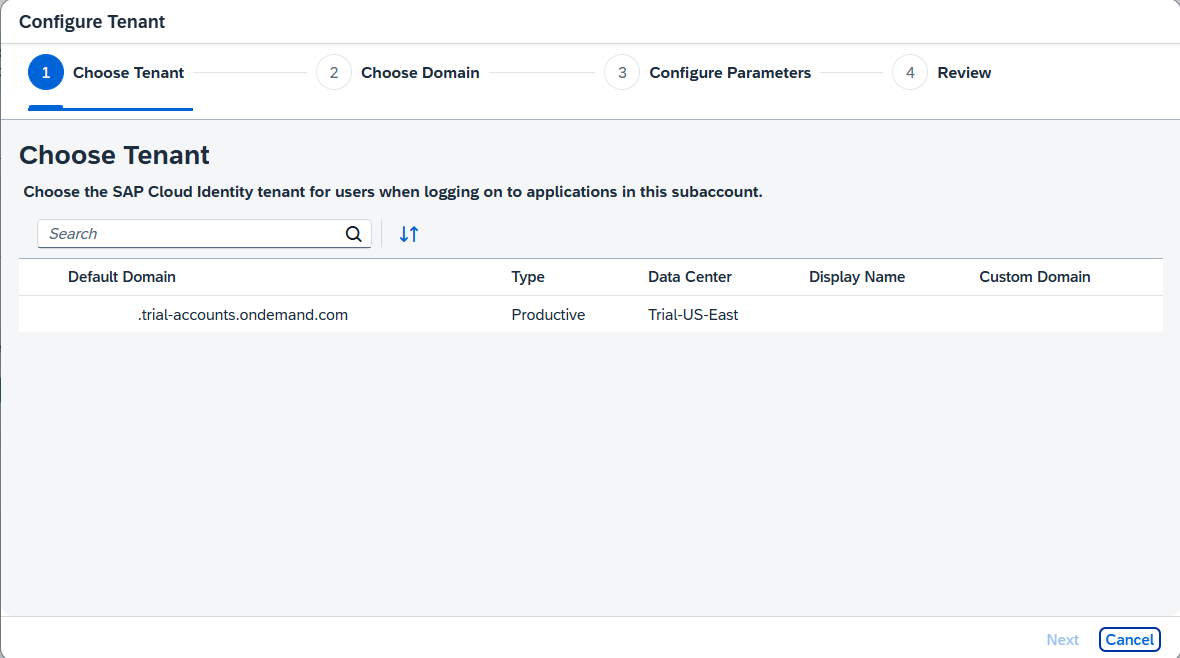 Configure Tenant
1 Choose Tenant 2 Choose Domain 3 Configure Parameters 4 Review
Choose Tenant
Choose the SAP Cloud Identity tenant for users when logging on to applications in this subaccount.
Search
Default Domain Type Data Center Display Name Custom Domain
.trial-accounts.ondemand.com Productive Trial-US-East
Next Cancel